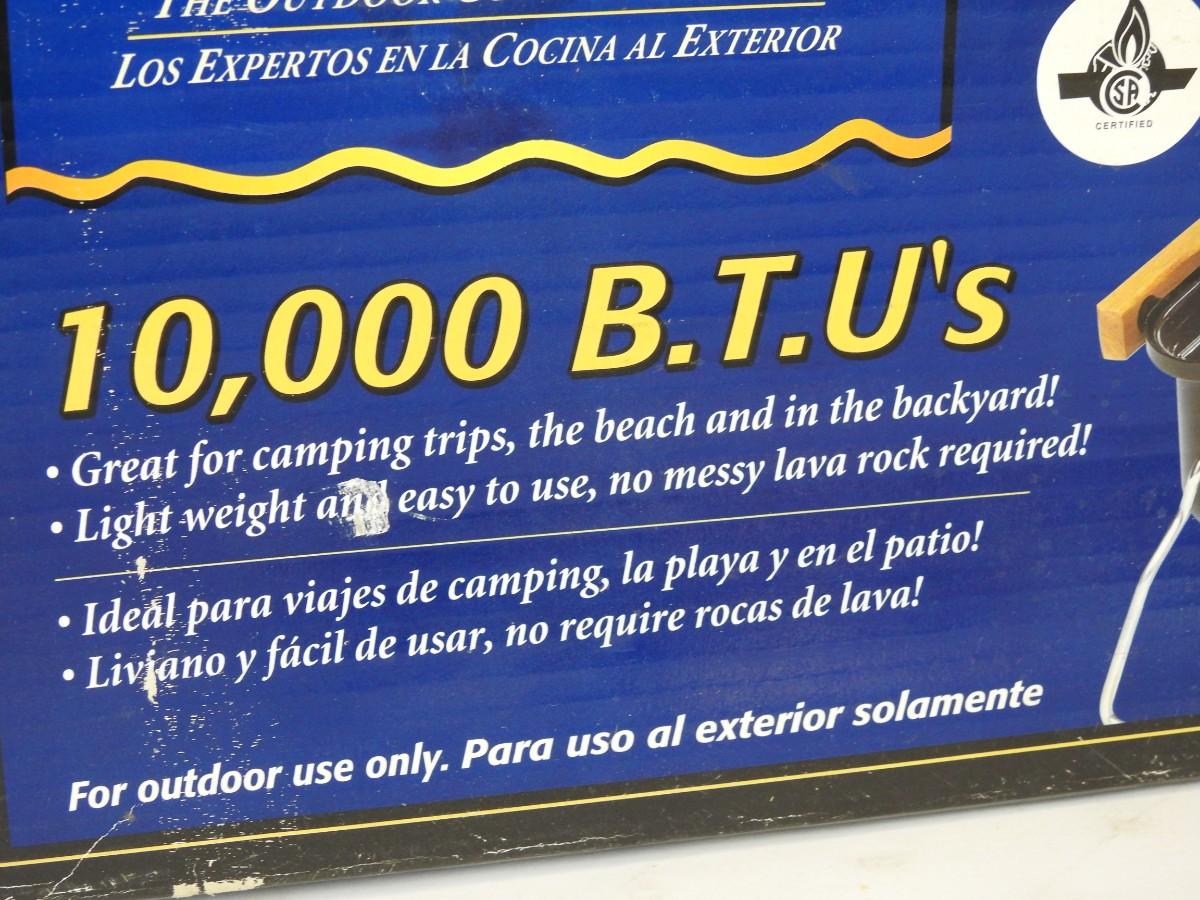 THE OUTDOOR
LOS EXPERTOS EN LA COCINA AL EXTERIOR
CSA
CERTIFIED
10,000 B.T.U's
• Great for camping trips, the beach and in the backyard!
• Light weight and easy to use, no messy lava rock required!
• Ideal para viajes de camping, la playa y en el patio!
• Liviano y fácil de usar, no require rocas de lava!
For outdoor use only. Para uso al exterior solamente